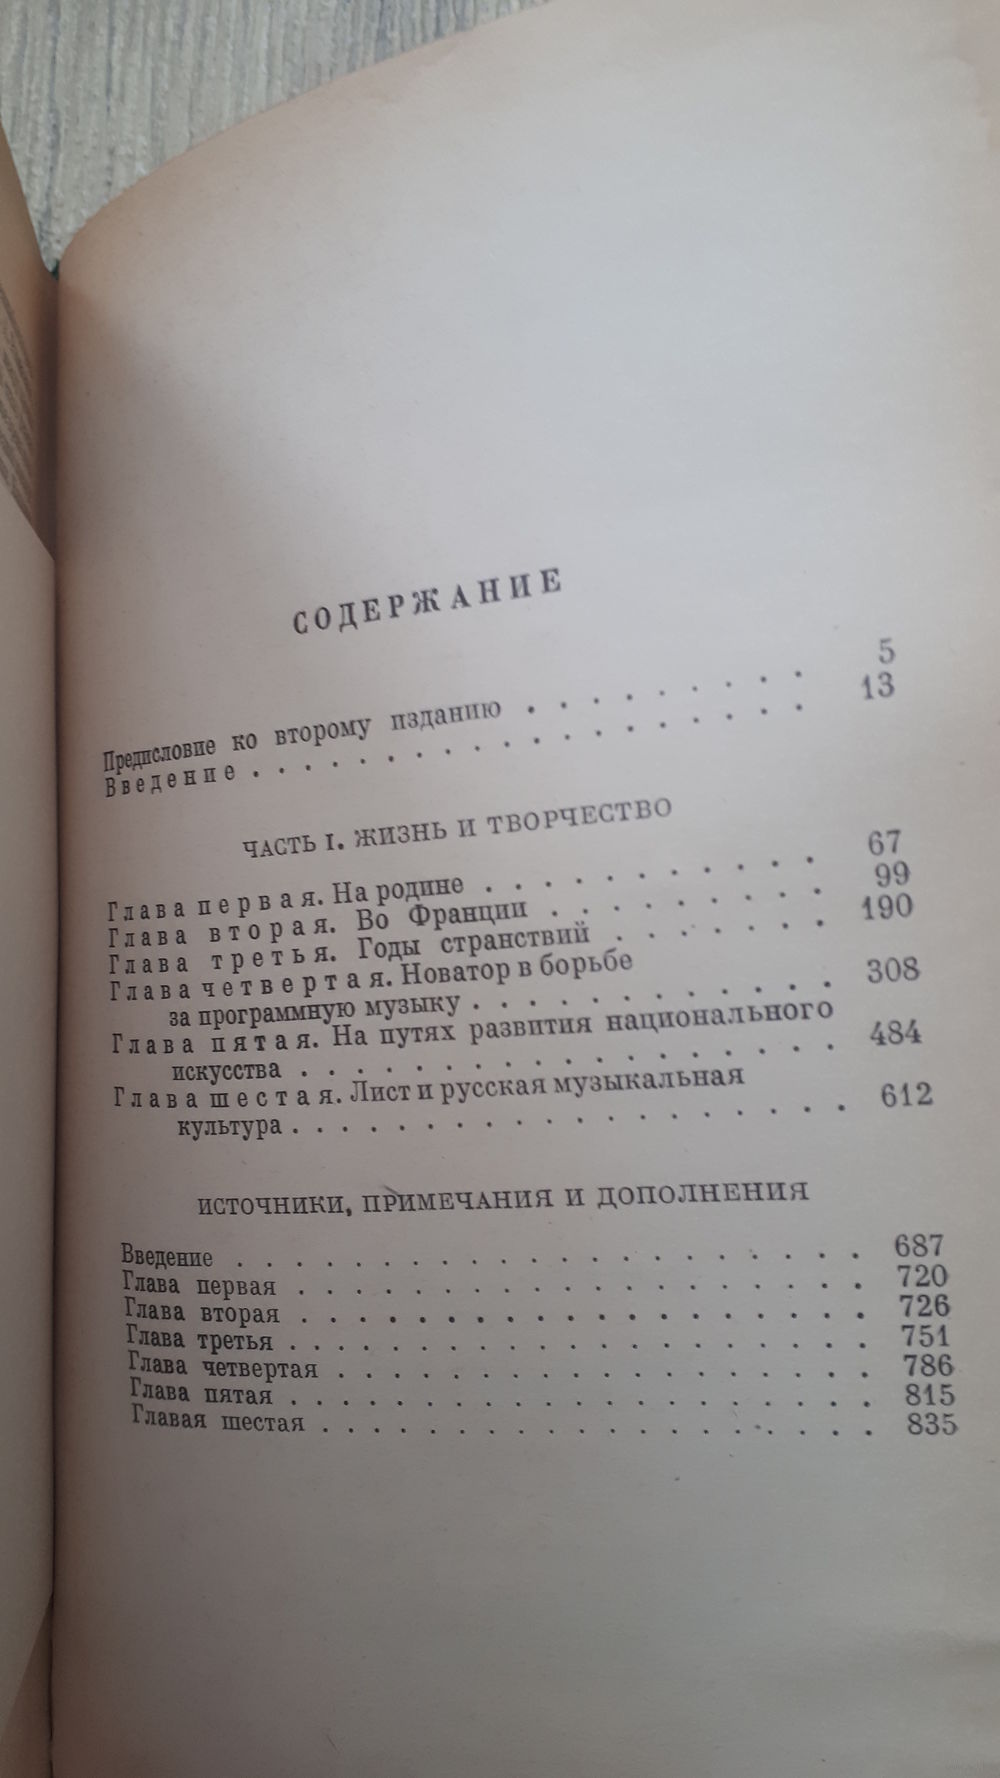 СОДЕРЖАНИЕ
Предисловие ко второму изданию . . . . . . . . . 5
Введение . . . . . . . . . . . . . . . . . 13
ЧАСТЬ I. ЖИЗНЬ И ТВОРЧЕСТВО
Глава первая. На родине . . . . . . . . . . . 67
Глава вторая. Во Франции . . . . . . . . . 99
Глава третья. Годы странствий . . . . . . . 190
Глава четвертая. Новатор в борьбе
за программную музыку . . . . . . . . . . . . 308
Глава пятая. На путях развития национального
искусства . . . . . . . . . . . . . . . . 484
Глава шестая. Лист и русская музыкальная
культура . . . . . . . . . . . . . . . . . 612
ИСТОЧНИКИ, ПРИМЕЧАНИЯ И ДОПОЛНЕНИЯ
Введение . . . . . . . . . . . . . . . . . . 687
Глава первая . . . . . . . . . . . . . . . . 720
Глава вторая . . . . . . . . . . . . . . . . 726
Глава третья . . . . . . . . . . . . . . . . 751
Глава четвертая . . . . . . . . . . . . . . . 786
Глава пятая . . . . . . . . . . . . . . . . . 815
Главая шестая . . . . . . . . . . . . . . . . 835